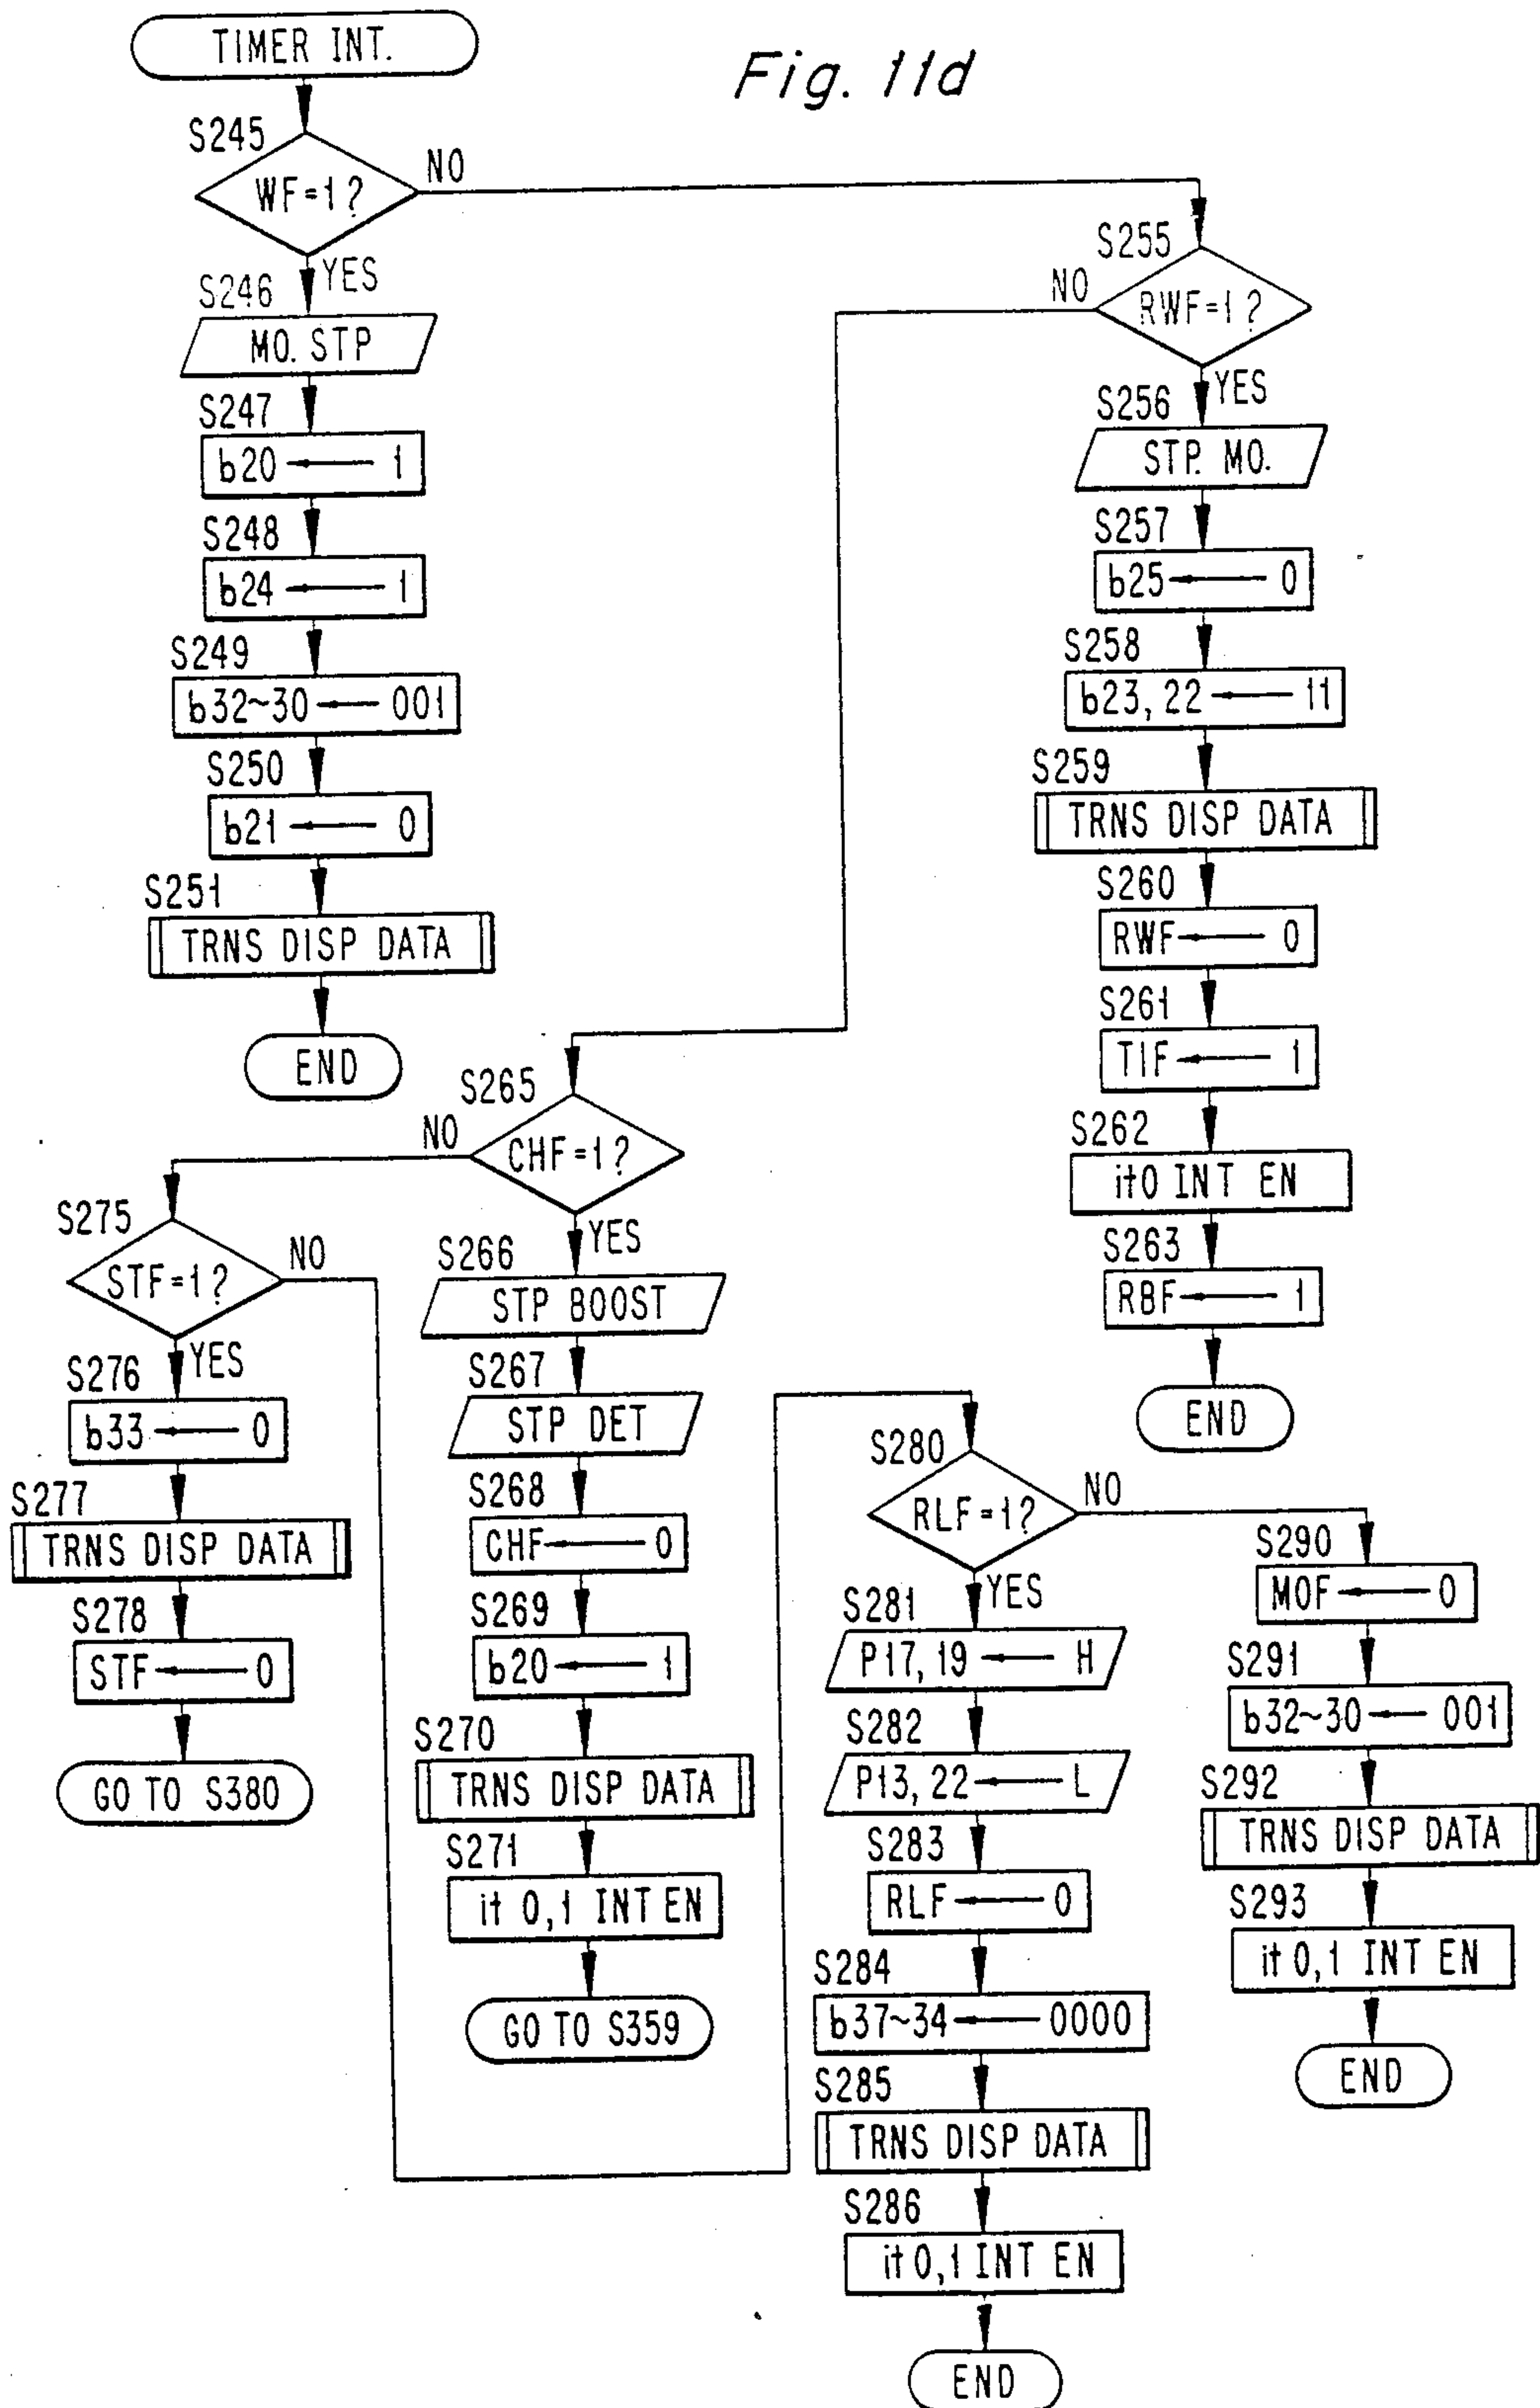 Fig. 11d
TIMER INT.
S245
WF=1?
NO
YES
S246
MO. STP
S247
b20 ← 1
S248
b24 ← 1
S249
b32~30 ← 001
S250
b21 ← 0
S251
TRNS DISP DATA
END
S255
RWF=1?
NO
YES
S256
STP. MO.
S257
b25 ← 0
S258
b23, 22 ← 11
S259
TRNS DISP DATA
S260
RWF ← 0
S261
TIF ← 1
S262
it0 INT EN
S263
RBF ← 1
END
S265
CHF=1?
NO
YES
S266
STP BOOST
S267
STP DET
S268
CHF ← 0
S269
b20 ← 1
S270
TRNS DISP DATA
S271
it 0,1 INT EN
GO TO S359
S275
STF=1?
NO
YES
S276
b33 ← 0
S277
TRNS DISP DATA
S278
STF ← 0
GO TO S380
S280
RLF=1?
NO
YES
S281
P17, 19 ← H
S282
P13, 22 ← L
S283
RLF ← 0
S284
b37~34 ← 0000
S285
TRNS DISP DATA
S286
it 0,1 INT EN
END
S290
MOF ← 0
S291
b32~30 ← 001
S292
TRNS DISP DATA
S293
it 0,1 INT EN
END